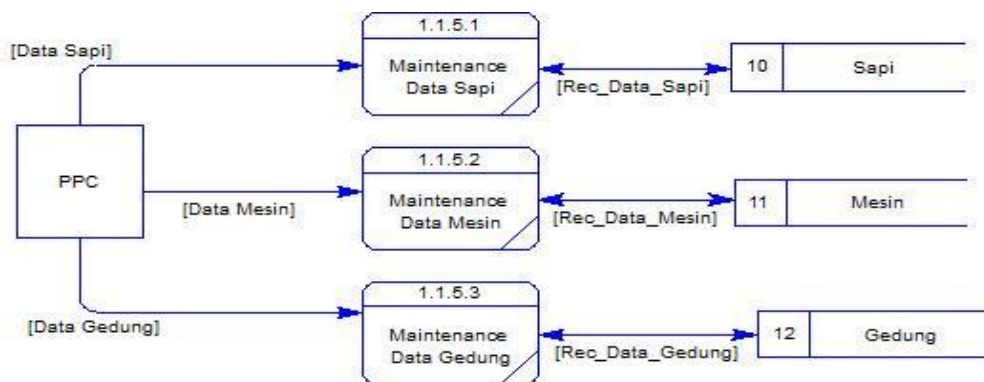 1.1.5.1
[Data Sapi]
Maintenance
Data Sapi
10
Sapi
[Rec_Data_Sapi]
PPC
1.1.5.2
[Data Mesin]
Maintenance
Data Mesin
11
Mesin
[Rec_Data_Mesin]
1.1.5.3
[Data Gedung]
Maintenance
Data Gedung
12
Gedung
[Rec_Data_Gedung]